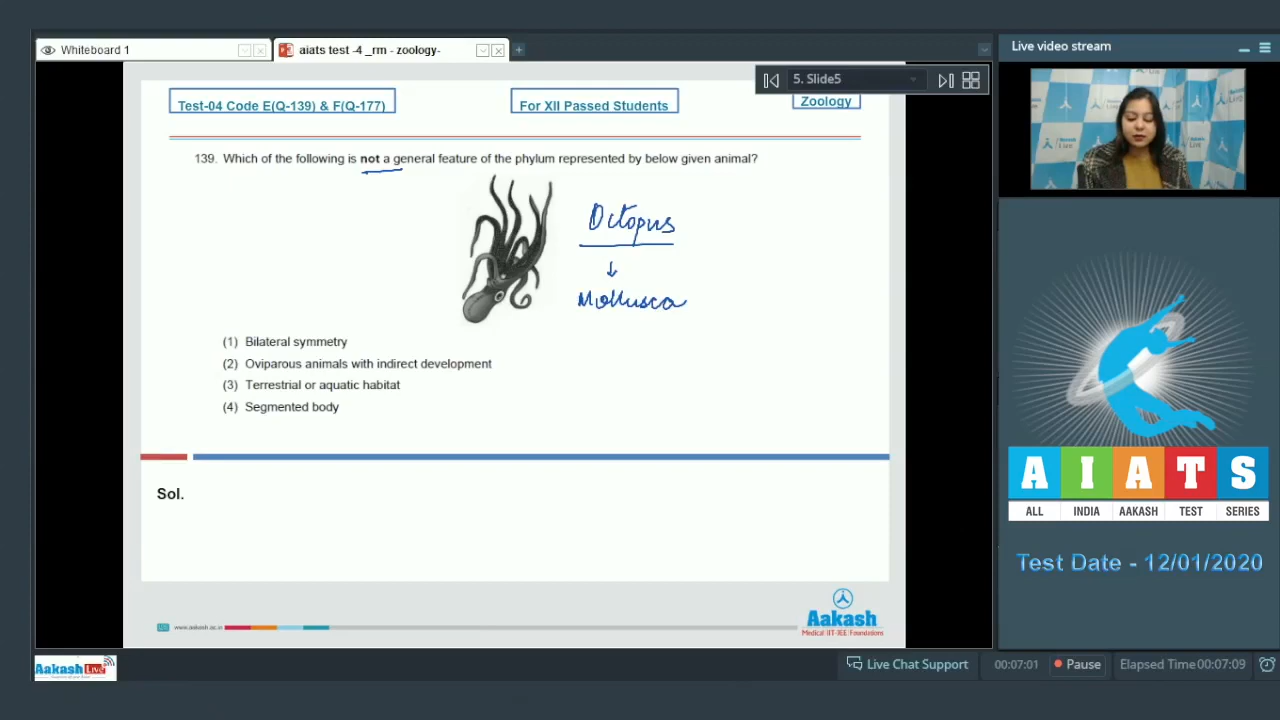 Whiteboard 1
aiats test -4 _rm - zoology-
Live video stream
5. Slide5
Test-04 Code E(Q-139) & F(Q-177)
For XII Passed Students
Zoology
139. Which of the following is not a general feature of the phylum represented by below given animal?
Octopus
↓
Mollusca
(1) Bilateral symmetry
(2) Oviparous animals with indirect development
(3) Terrestrial or aquatic habitat
(4) Segmented body
Sol.
A I A T S
ALL INDIA AAKASH TEST SERIES
Test Date - 12/01/2020
www.aakash.ac.in
Aakash
Medical|IIT-JEE|Foundations
Aakash Live
Live Chat Support
00:07:01
Pause
Elapsed Time 00:07:09